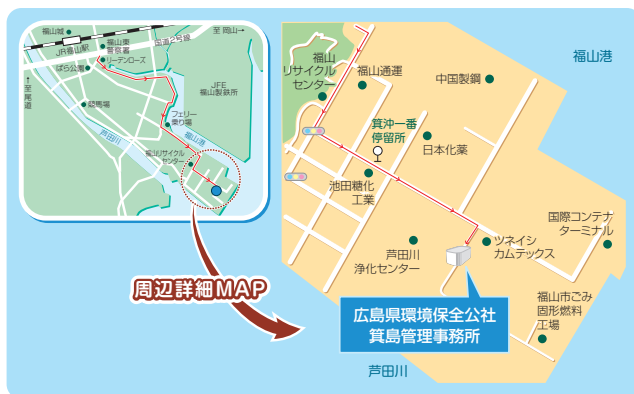 福山城
至 岡山→
福山東
警察署
国道2号線
JR福山駅
リーデンローズ
ばら公園
JFE
福山製鉄所
←至 尾道
競馬場
フェリー
乗り場
芦田川
福山港
福山リサイクル
センター
周辺詳細MAP
福山港
福山
リサイクル
センター
福山通運
中国製鋼
箕沖一番
停留所
日本化薬
池田糖化
工業
国際コンテナ
ターミナル
ツネイシ
カムテックス
芦田川
浄化センター
福山市ごみ
固形燃料
工場
広島県環境保全公社
箕島管理事務所
芦田川